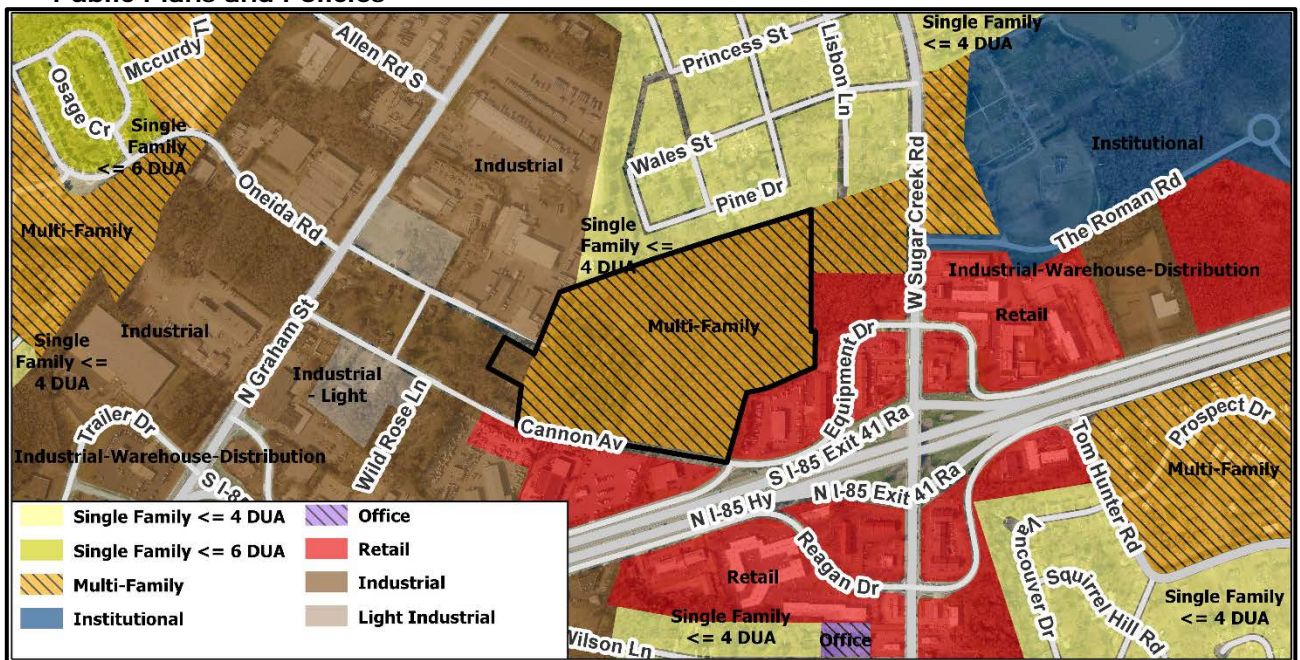 Public Plans and Policies
Mccurdy Tl
Osage Cr
Single
Family
<= 6 DUA
Allen Rd S
Princess St
Lisbon Ln
Single Family
<= 4 DUA
Industrial
Wales St
Institutional
Oneida Rd
Pine Dr
W Sugar Creek Rd
The Roman Rd
Multi-Family
Single
Family <=
4 DUA
Industrial-Warehouse-Distribution
Retail
Industrial
N Graham St
Multi-Family
Equipment Dr
Single
Family <=
4 DUA
Industrial
- Light
Wild Rose Ln
Cannon Av
S I-85 Exit 41 Ra
Trailer Dr
Industrial-Warehouse-Distribution
S I-85
N I-85 Hy
N I-85 Exit 41 Ra
Tom Hunter Rd
Prospect Dr
Multi-Family
Reagan Dr
Retail
Vancouver Dr
Squirrel Hill Rd
Single Family
<= 4 DUA
Single Family
<= 4 DUA
Office
Wilson Ln
Single Family <= 4 DUA
Single Family <= 6 DUA
Multi-Family
Institutional
Office
Retail
Industrial
Light Industrial